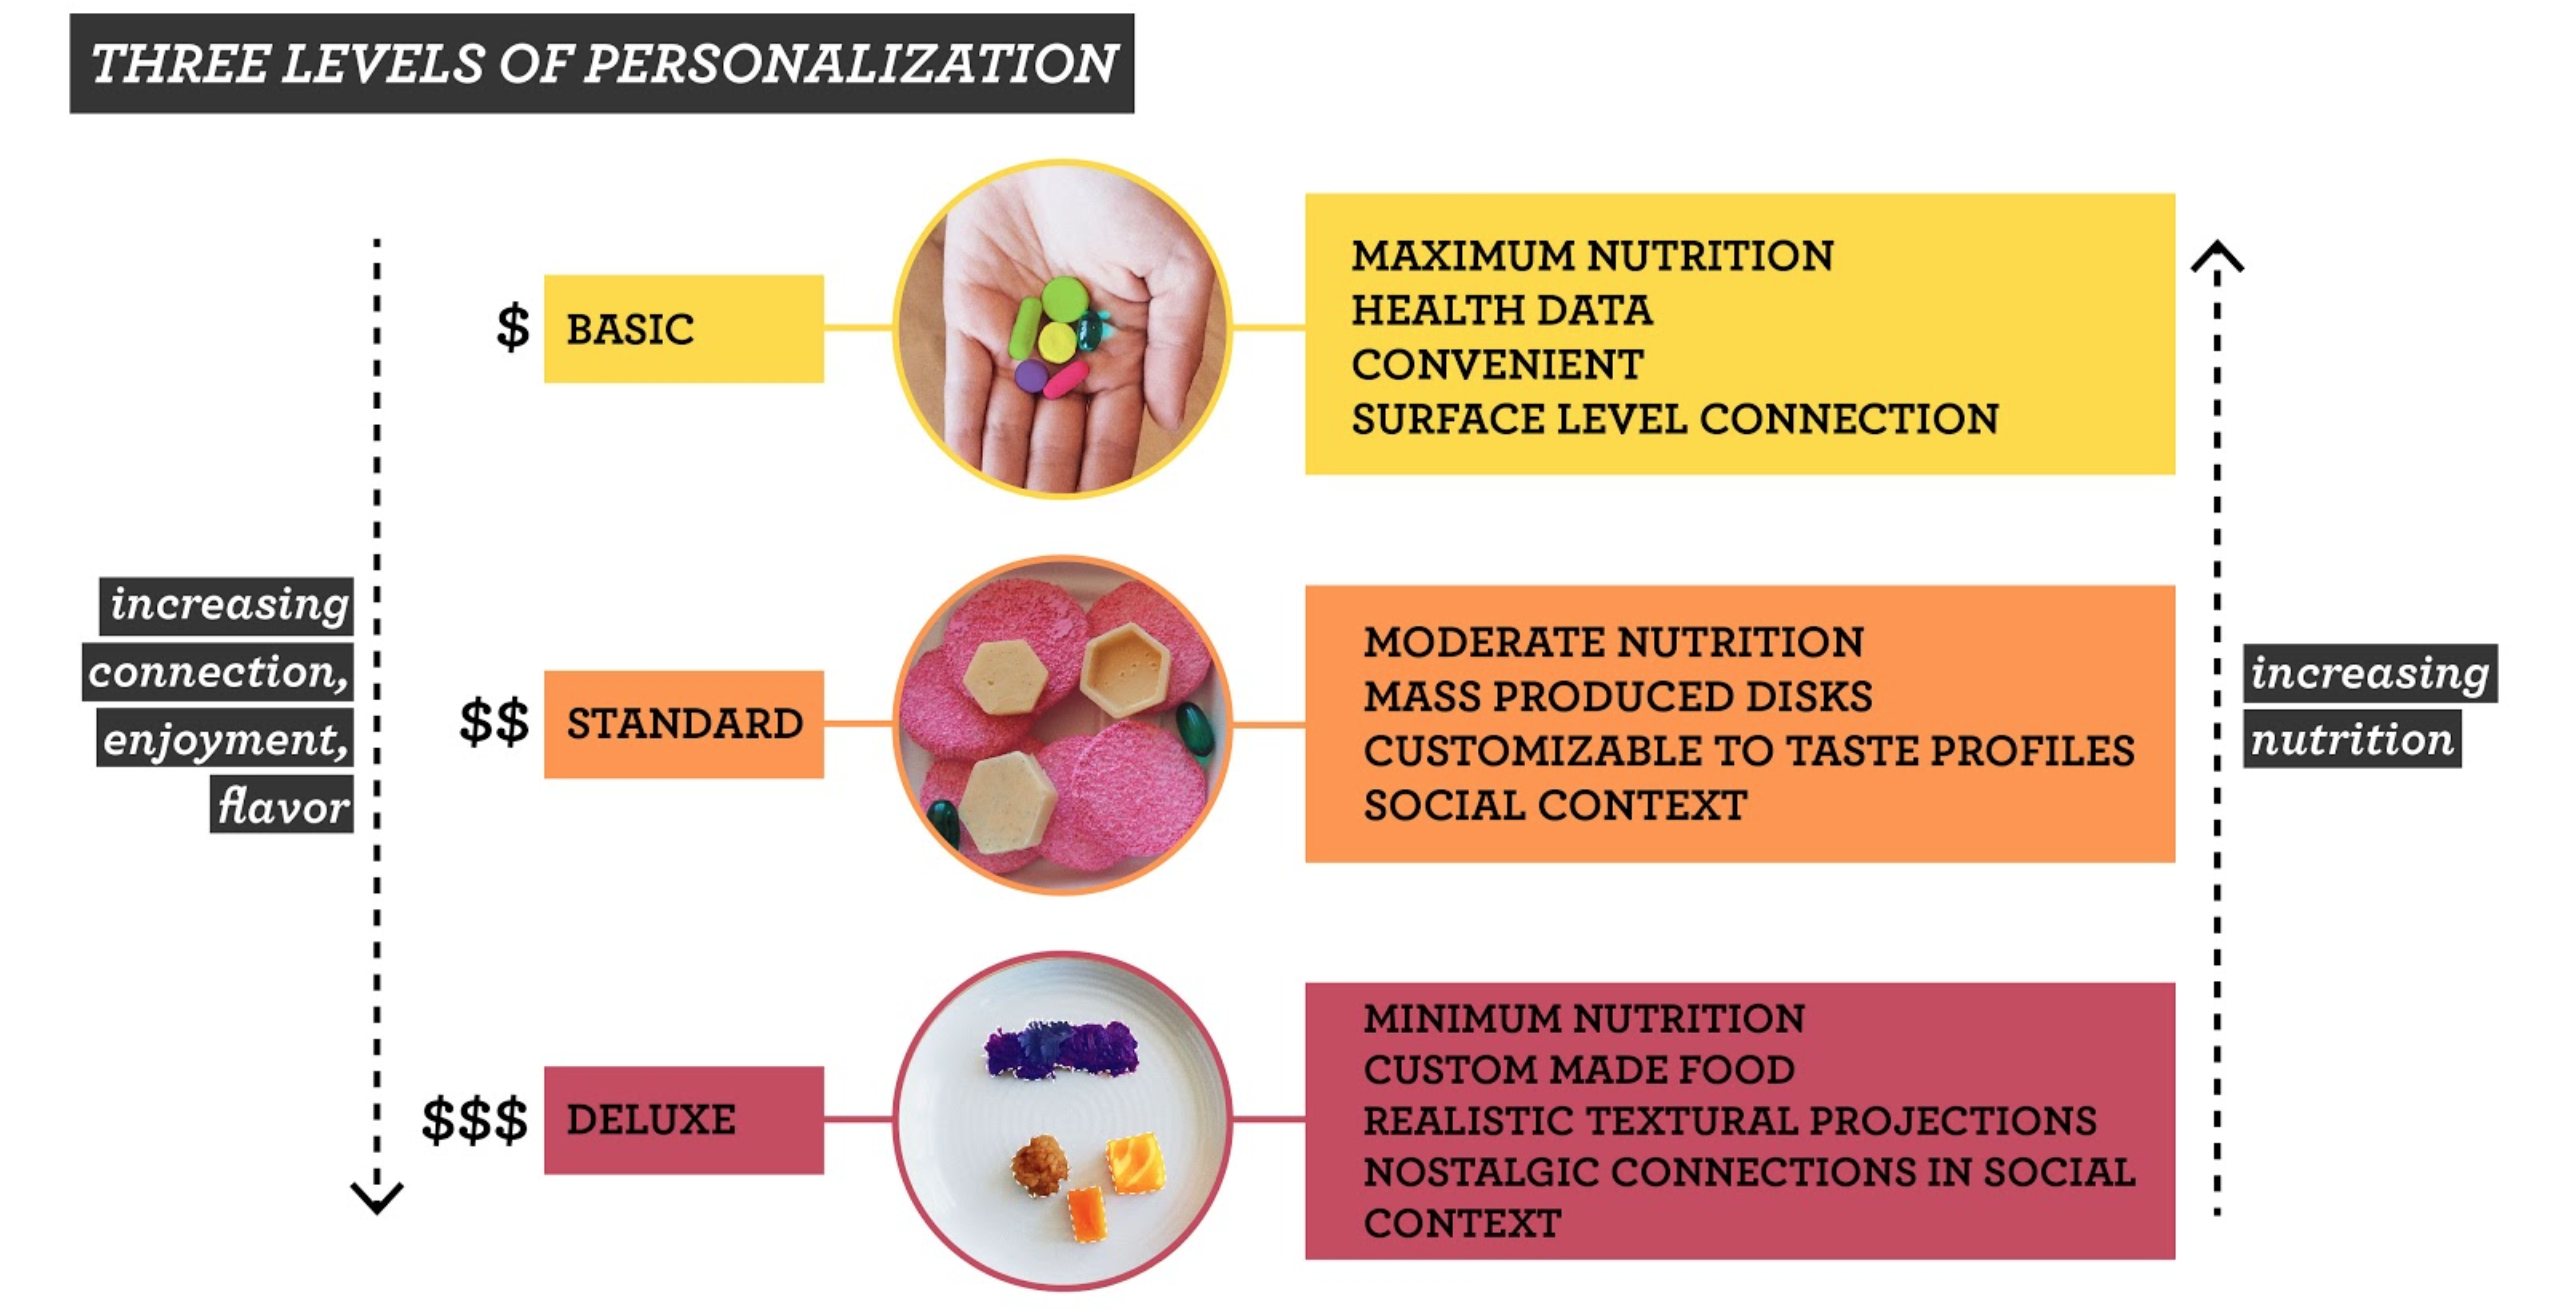 THREE LEVELS OF PERSONALIZATION
$ BASIC
MAXIMUM NUTRITION
HEALTH DATA
CONVENIENT
SURFACE LEVEL CONNECTION
increasing
connection,
enjoyment,
flavor
$$ STANDARD
MODERATE NUTRITION
MASS PRODUCED DISKS
CUSTOMIZABLE TO TASTE PROFILES
SOCIAL CONTEXT
increasing
nutrition
$$$ DELUXE
MINIMUM NUTRITION
CUSTOM MADE FOOD
REALISTIC TEXTURAL PROJECTIONS
NOSTALGIC CONNECTIONS IN SOCIAL
CONTEXT